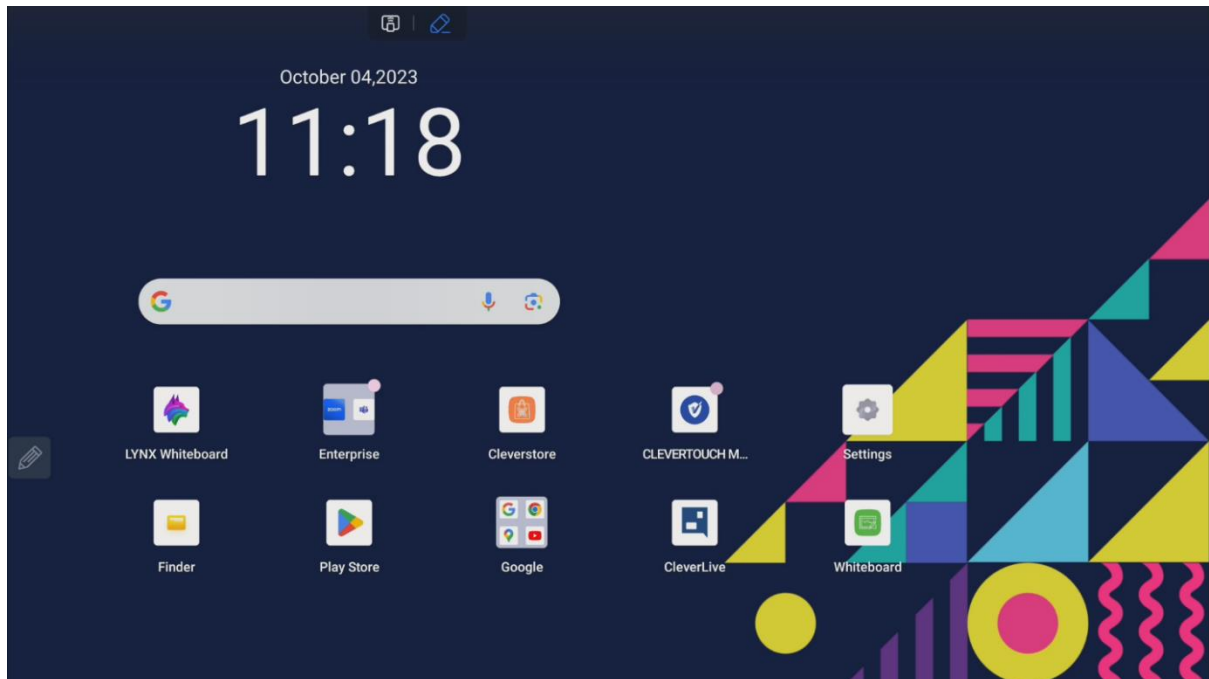 October 04,2023
11:18
LYNX Whiteboard
Enterprise
Cleverstore
CLEVERTOUCH M...
Settings
Finder
Play Store
Google
CleverLive
Whiteboard